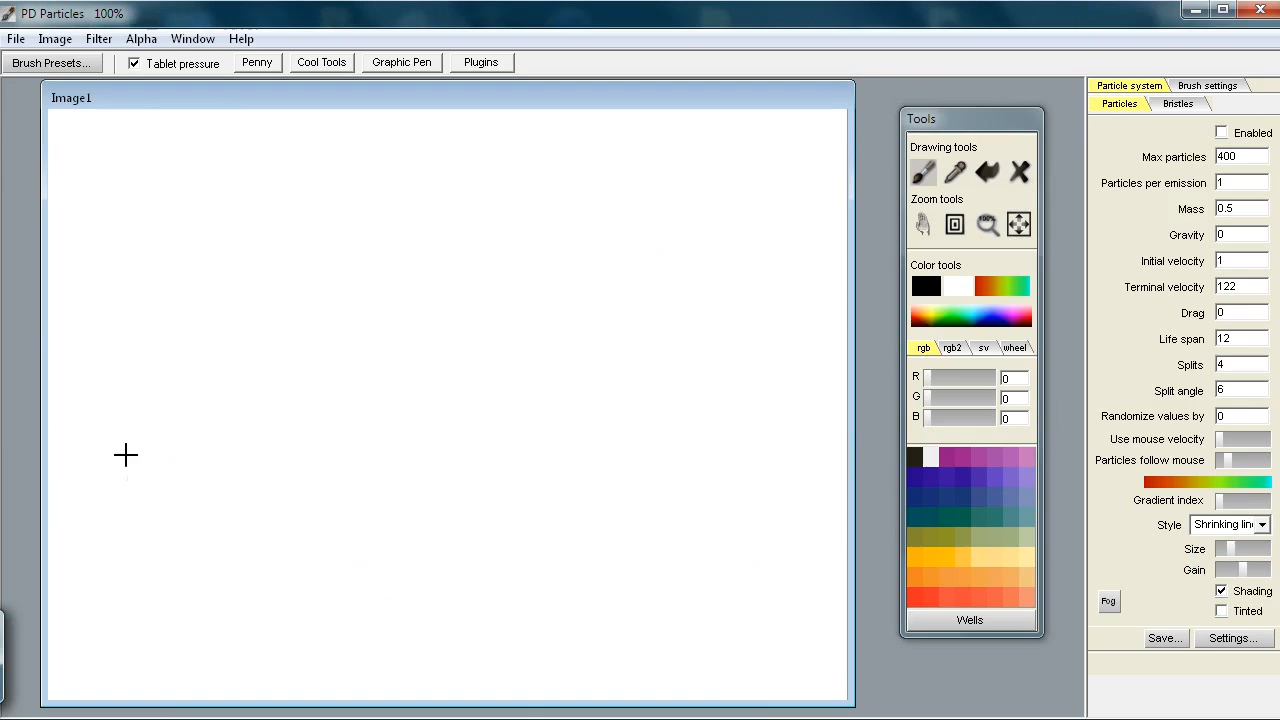 PD Particles 100%
File Image Filter Alpha Window Help
Brush Presets... Tablet pressure Penny Cool Tools Graphic Pen Plugins
Image1
Tools
Drawing tools
Zoom tools
100%
Color tools
rgb rgb2 sv wheel
R 0
G 0
B 0
Wells
Particle system Brush settings
Particles Bristles
Enabled
Max particles 400
Particles per emission 1
Mass 0.5
Gravity 0
Initial velocity 1
Terminal velocity 122
Drag 0
Life span 12
Splits 4
Split angle 6
Randomize values by 0
Use mouse velocity
Particles follow mouse
Gradient index
Style Shrinking
Size
Gain
Shading
Fog
Tinted
Save... Settings...